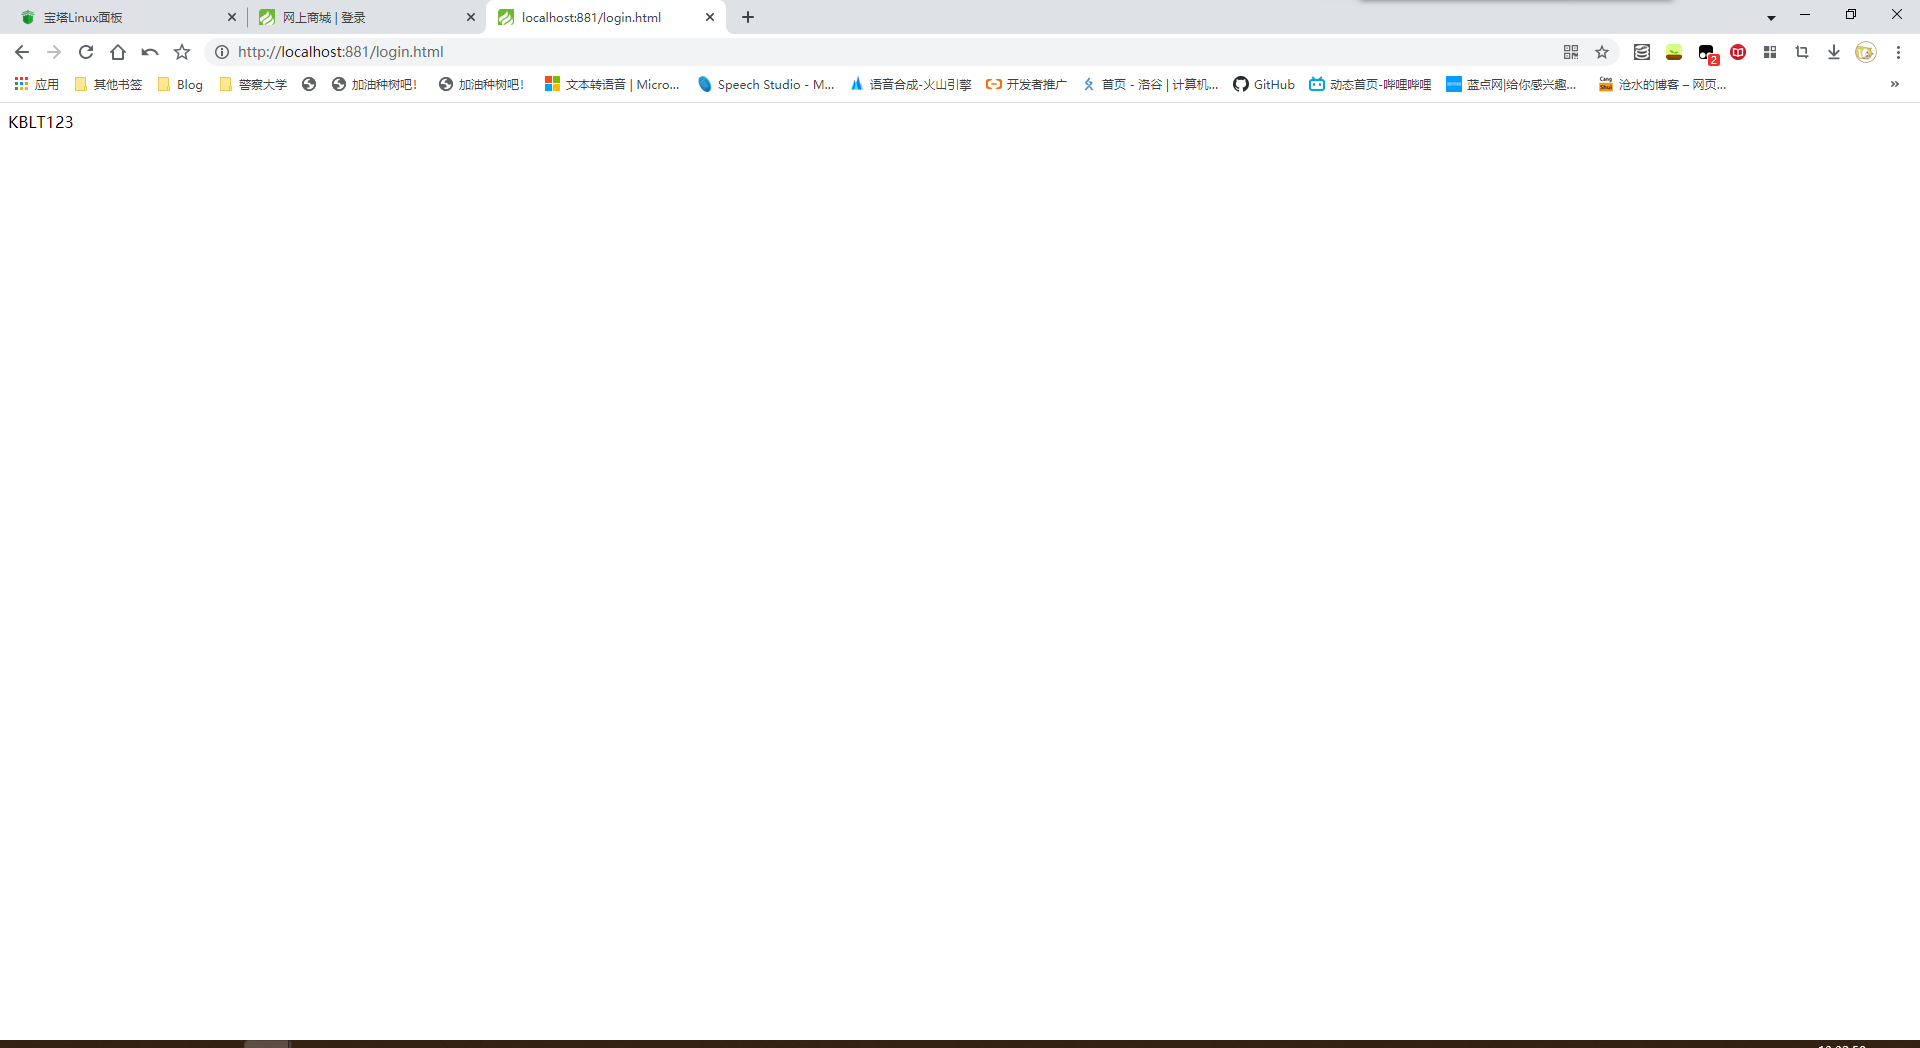 宝塔Linux面板 网上商城 | 登录 localhost:881/login.html
http://localhost:881/login.html 2
应用 其他书签 Blog 警察大学 加油种树吧! 加油种树吧! 文本转语音 | Micro... Speech Studio - M... 语音合成-火山引擎 开发者推广 首页 - 洛谷 | 计算机... GitHub 动态首页-哔哩哔哩 蓝点网|给你感兴趣... Cang Shui 沧水的博客 – 网页... »
KBLT123